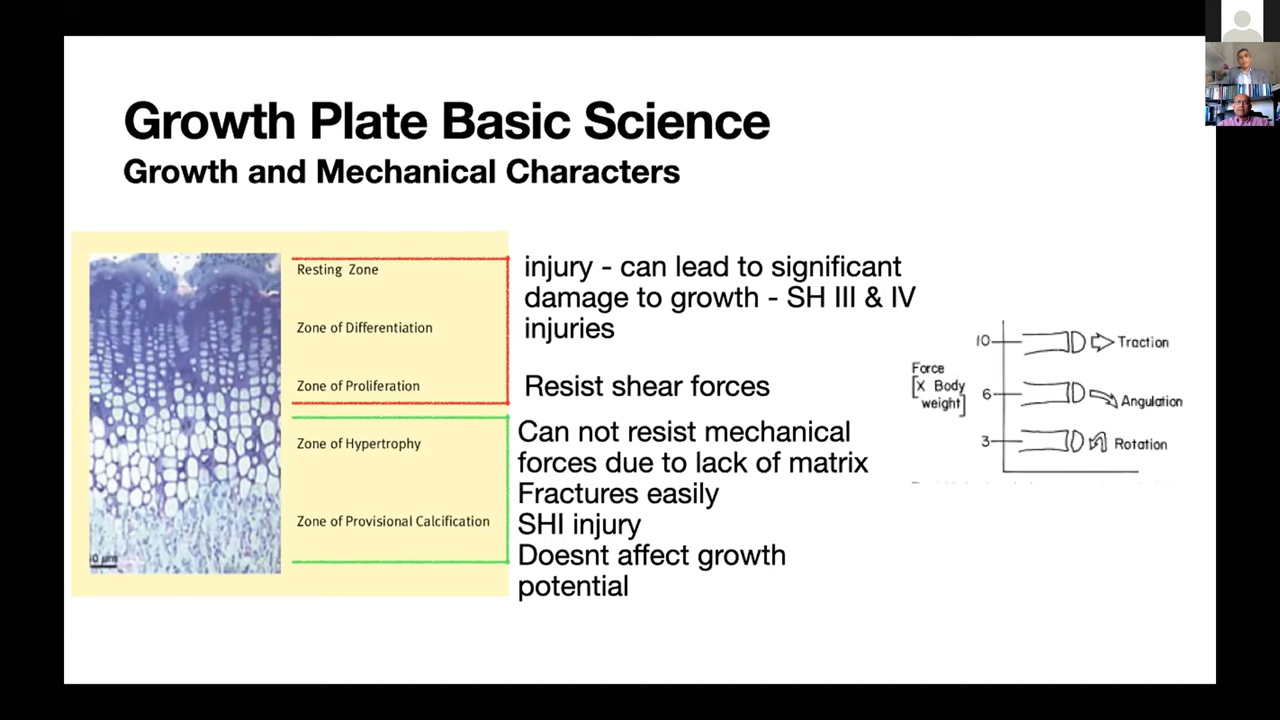 Growth Plate Basic Science
Growth and Mechanical Characters
Resting Zone
Zone of Differentiation
Zone of Proliferation
Zone of Hypertrophy
Zone of Provisional Calcification
0 µm
injury - can lead to significant
damage to growth - SH III & IV
injuries
Resist shear forces
Can not resist mechanical
forces due to lack of matrix
Fractures easily
SHI injury
Doesnt affect growth
potential
Force
[X Body
weight]
10
Traction
6
Angulation
3
Rotation